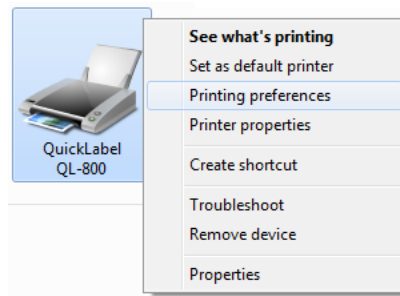 QuickLabel
QL-800
See what's printing
Set as default printer
Printing preferences
Printer properties
Create shortcut
Troubleshoot
Remove device
Properties